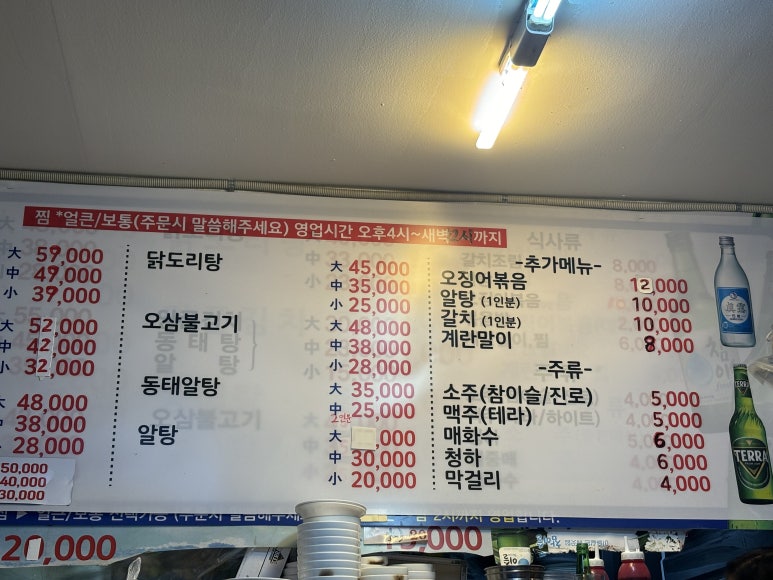 찜 *얼큰/보통(주문시 말씀해주세요) 영업시간 오후4시~새벽 까지
大 59,000
中 49,000
小 39,000
大 52,000
中 42,000
小 32,000
大 48,000
中 38,000
小 28,000
50,000
40,000
30,000
닭도리탕
大 45,000
中 35,000
小 25,000
오삼불고기
大 48,000
中 38,000
小 28,000
동태알탕
大 35,000
中 25,000
알탕
大 ,000
中 30,000
小 20,000
-추가메뉴-
오징어볶음 12,000
알탕 (1인분) 10,000
갈치 (1인분) 10,000
계란말이 8,000
-주류-
소주(참이슬/진로) 5,000
맥주(테라) 5,000
매화수 6,000
청하 6,000
막걸리 4,000
TERRA
20,000